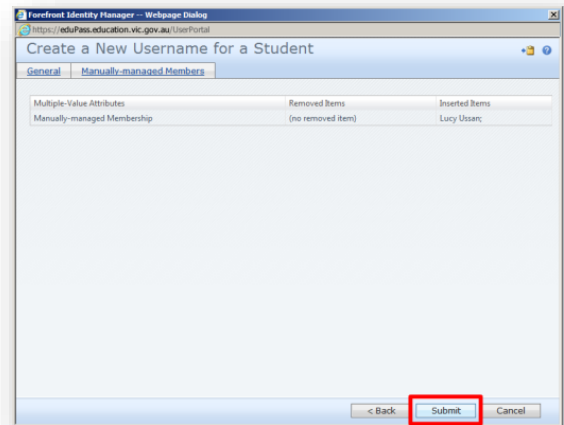 Forefront Identity Manager -- Webpage Dialog
https://eduPass.education.vic.gov.au/UserPortal
Create a New Username for a Student
General Manually-managed Members
Multiple-Value Attributes Removed Items Inserted Items
Manually-managed Membership (no removed item) Lucy Ussan;
< Back Submit Cancel